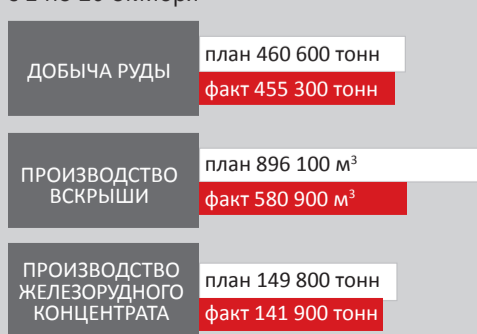 ДОБЫЧА РУДЫ
план 460 600 тонн
факт 455 300 тонн
ПРОИЗВОДСТВО
ВСКРЫШИ
план 896 100 м³
факт 580 900 м³
ПРОИЗВОДСТВО
ЖЕЛЕЗОРУДНОГО
КОНЦЕНТРАТА
план 149 800 тонн
факт 141 900 тонн